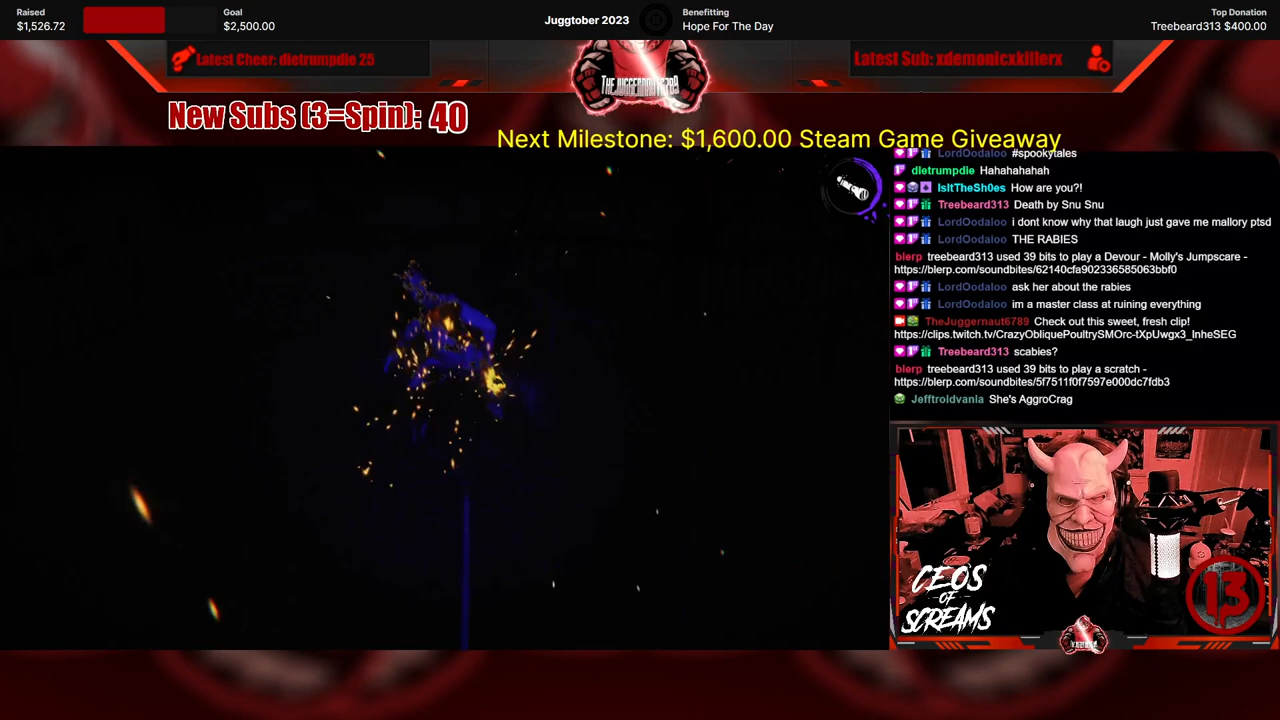 Raised
$1,526.72
Goal
$2,500.00
Juggtober 2023
Benefitting
Hope For The Day
Top Donation
Treebeard313 $400.00
Latest Cheer: dietrumpdie 25
THEJUGGERNAUT6789
Latest Sub: xdemonicxkillerx
New Subs (3=Spin): 40
Next Milestone: $1,600.00 Steam Game Giveaway
LordOodaloo #spookytales
dietrumpdie Hahahahahah
IsItTheSh0es How are you?!
Treebeard313 Death by Snu Snu
LordOodaloo i dont know why that laugh just gave me mallory ptsd
LordOodaloo THE RABIES
blerp treebeard313 used 39 bits to play a Devour - Molly's Jumpscare -
https://blerp.com/soundbites/62140cfa902336585063bbf0
LordOodaloo ask her about the rabies
LordOodaloo im a master class at ruining everything
TheJuggernaut6789 Check out this sweet, fresh clip!
https://clips.twitch.tv/CrazyObliquePoultrySMOrc-tXpUwgx3_InheSEG
Treebeard313 scabies?
blerp treebeard313 used 39 bits to play a scratch -
https://blerp.com/soundbites/5f7511f0f7597e000dc7fdb3
Jefftroldvania She's AggroCrag
CEOS
OF
SCREAMS
13